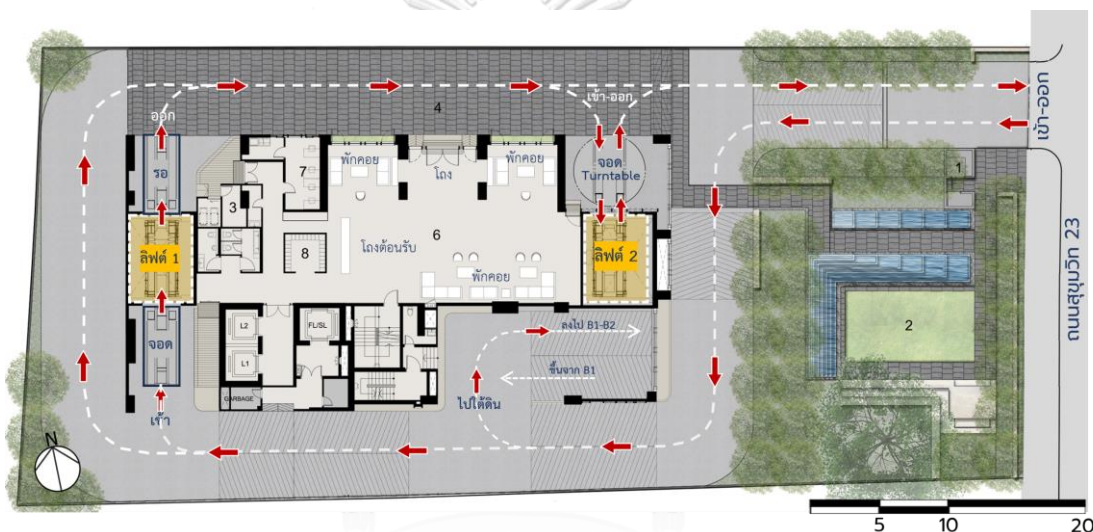 เข้า-ออก
ออก
4
เข้า-ออก
รอ
7
พักคอย
โถง
พักคอย
จอด
Turntable
1
3
6
ลิฟต์ 1
8
โถงต้อนรับ
พักคอย
ลิฟต์ 2
ถนนสุขุมวิท 23
จอด
L2
FL/SL
ลงไป B1-B2
2
L1
ขึ้นจาก B1
GARBAGE
ไปใต้ดิน
เข้า
N
5 10 20